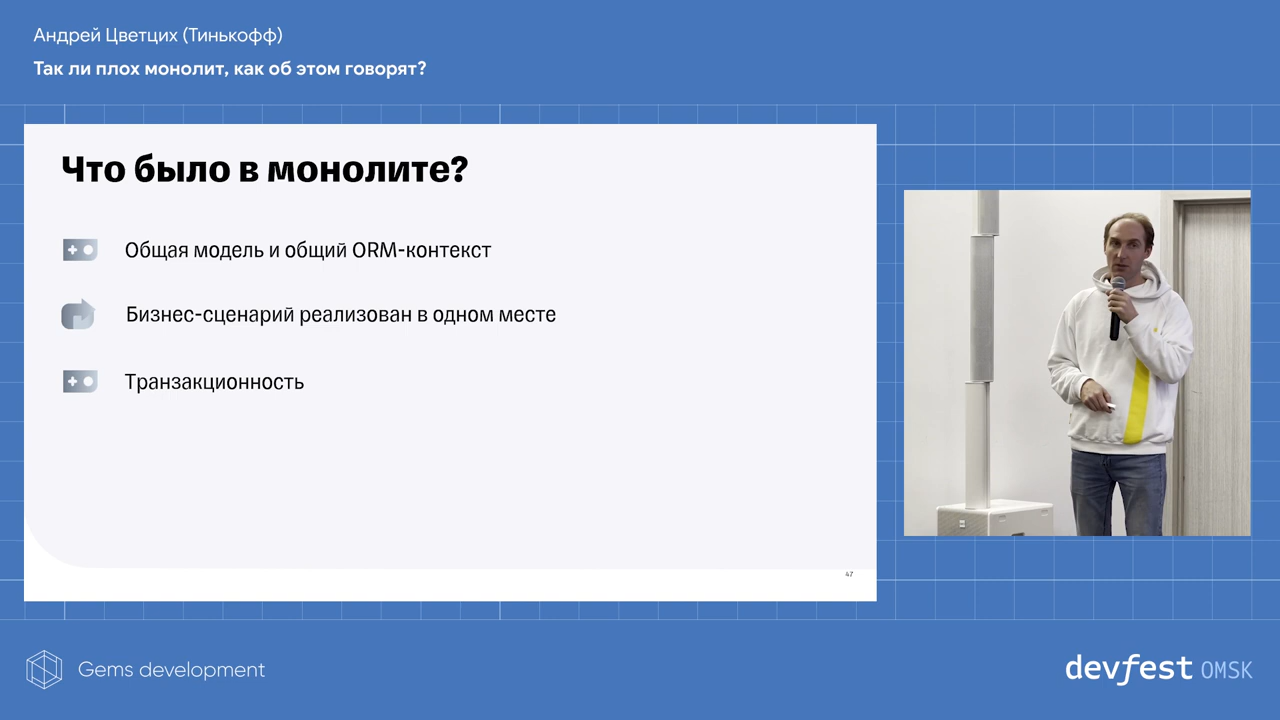 Андрей Цветцих (Тинькофф)
Так ли плох монолит, как об этом говорят?
Что было в монолите?
Общая модель и общий ORM-контекст
Бизнес-сценарий реализован в одном месте
Транзакционность
47
Gems development
devfest OMSK